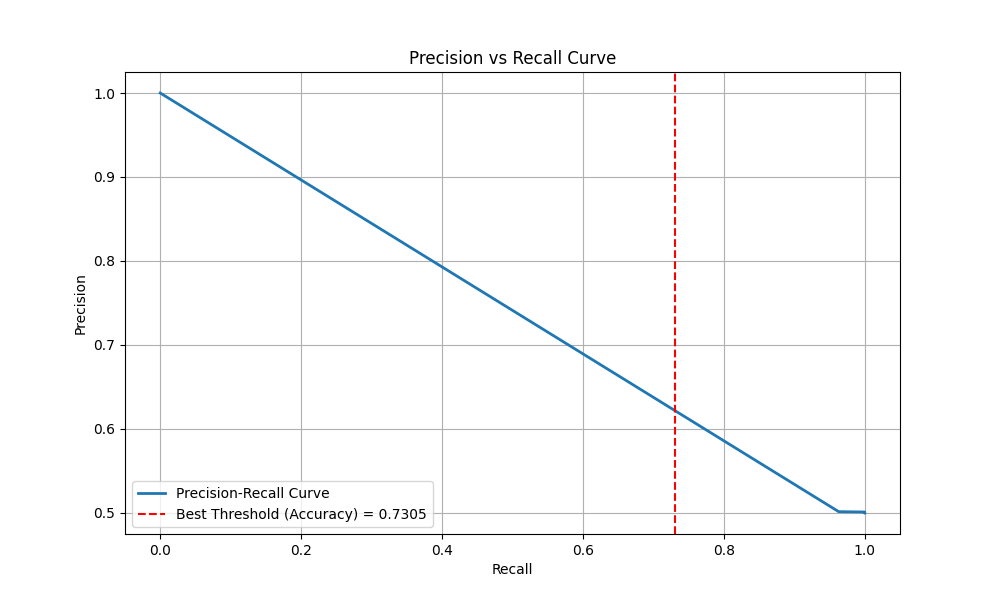 Precision vs Recall Curve
Precision
1.0
0.9
0.8
0.7
0.6
0.5
Precision-Recall Curve
Best Threshold (Accuracy) = 0.7305
0.0 0.2 0.4 0.6 0.8 1.0
Recall